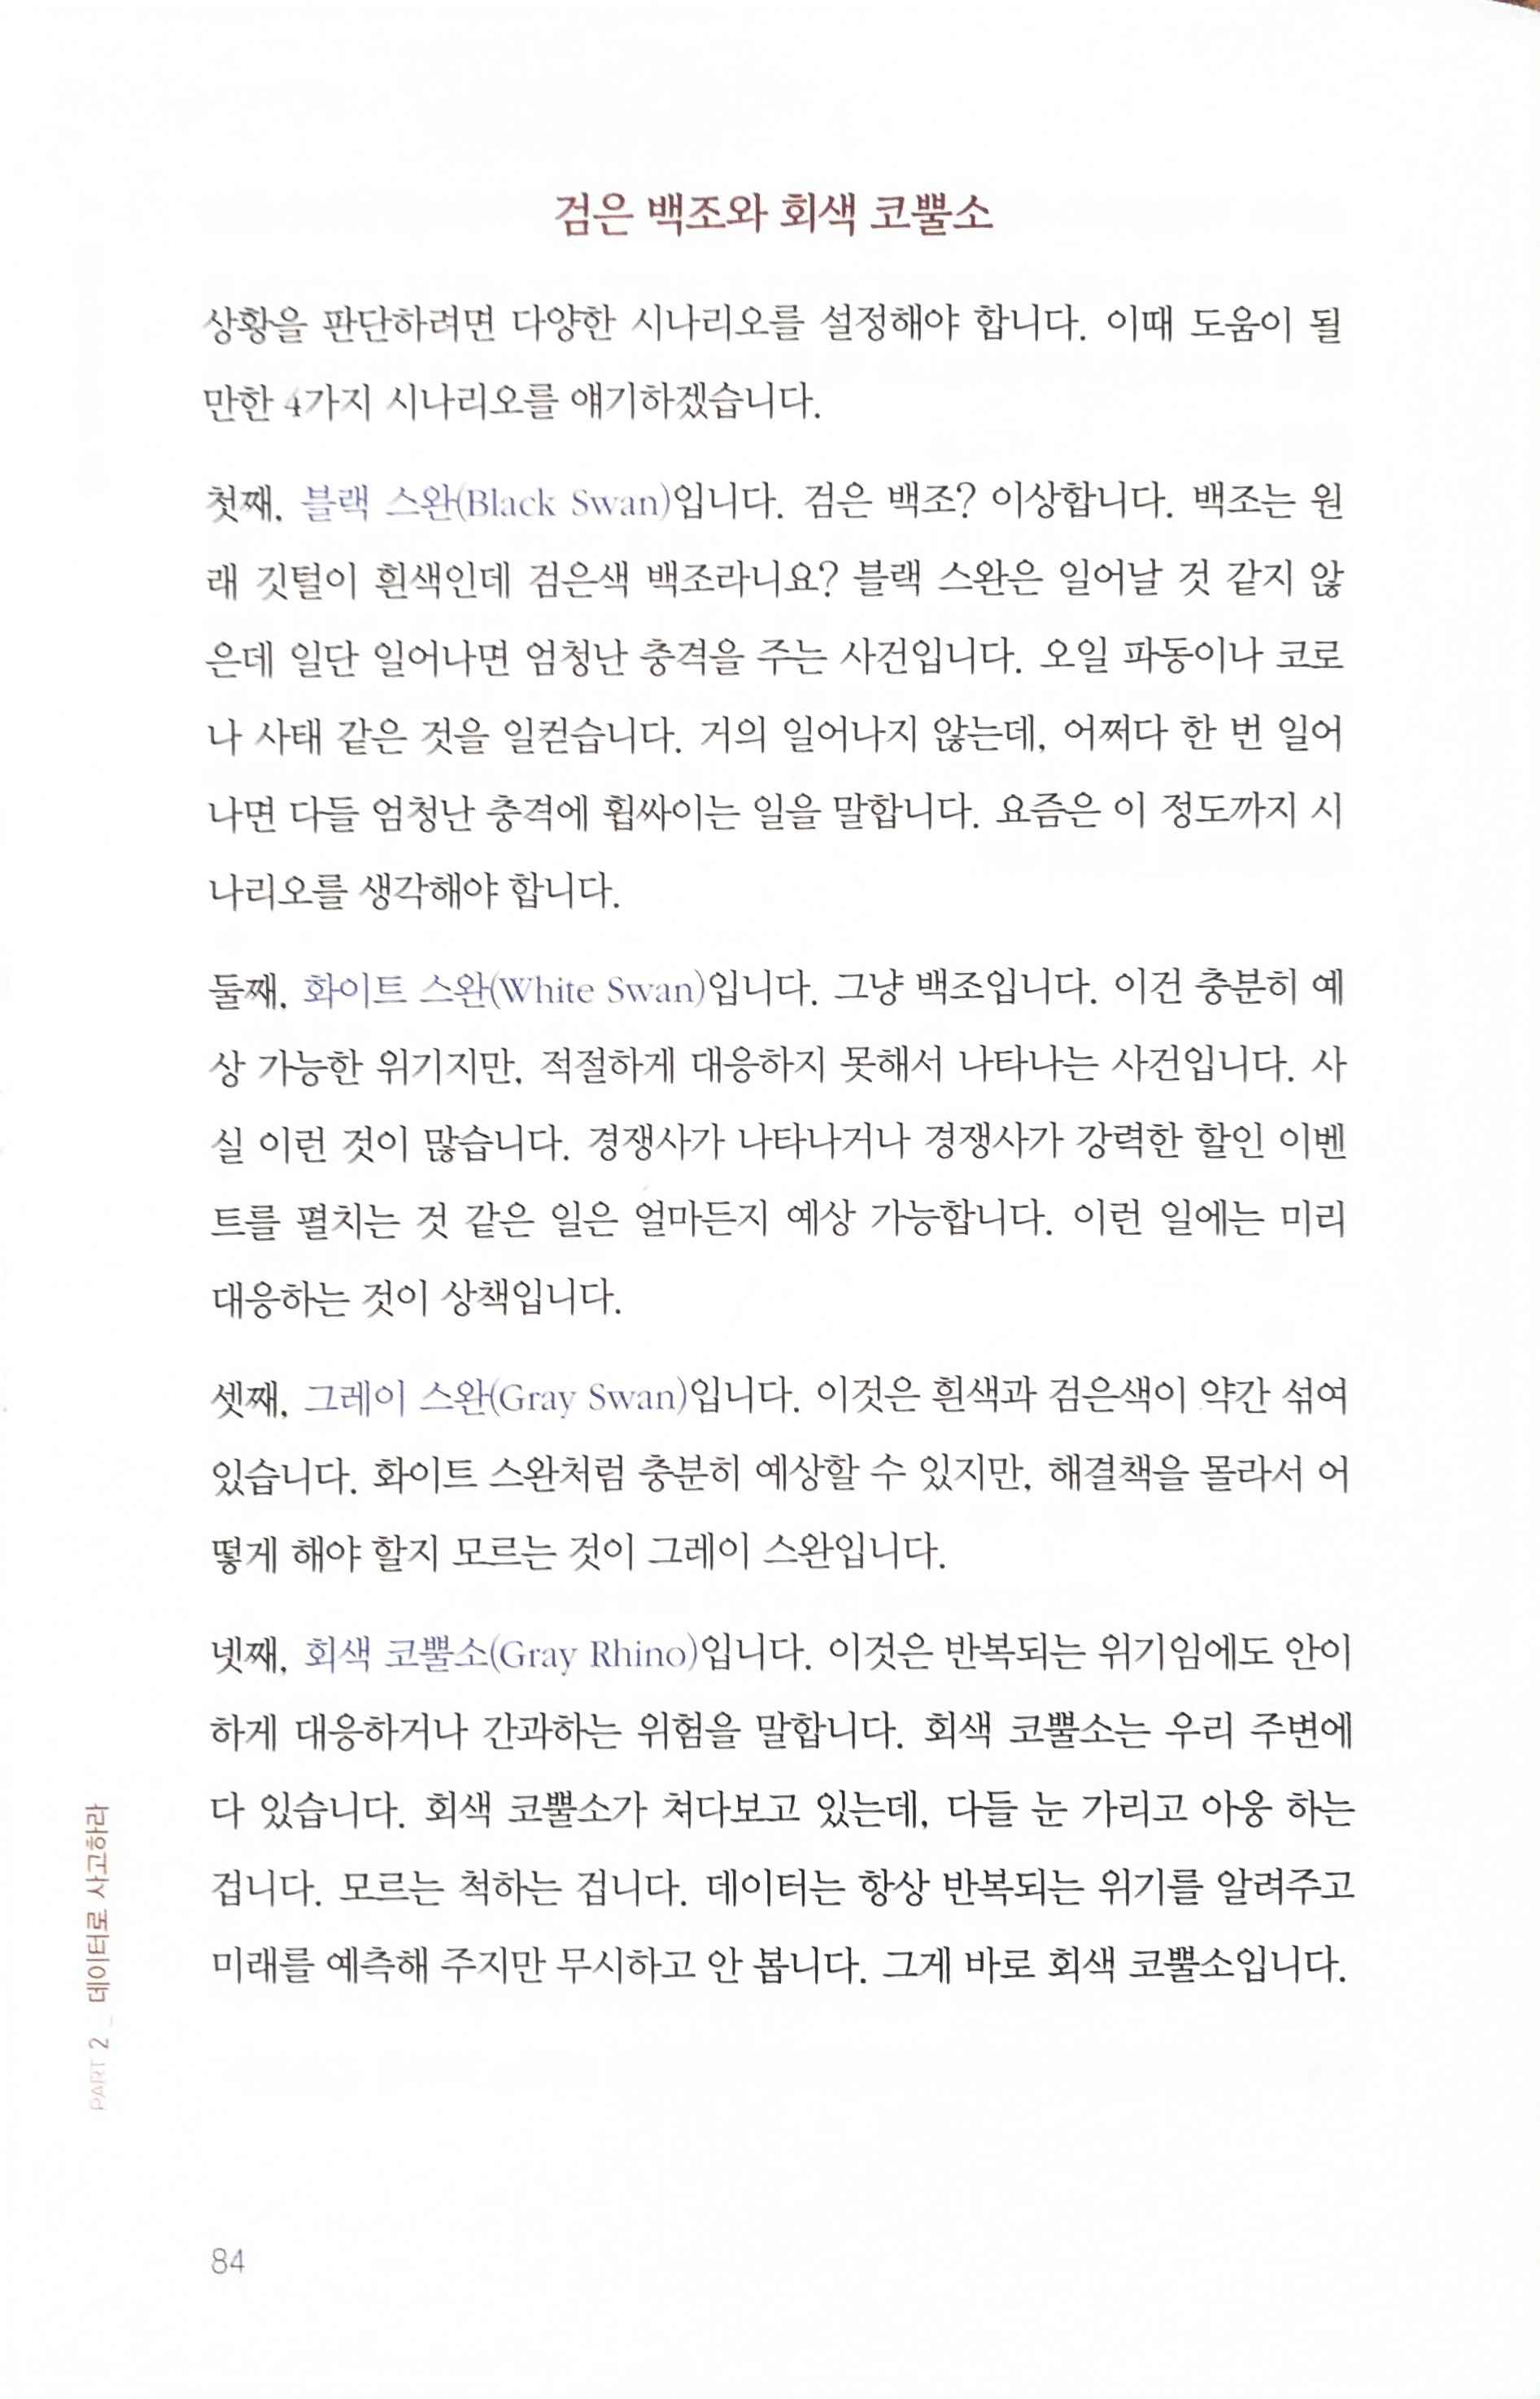 검은 백조와 회색 코뿔소
상황을 판단하려면 다양한 시나리오를 설정해야 합니다. 이때 도움이 될
만한 4가지 시나리오를 얘기하겠습니다.
첫째, 블랙 스완(Black Swan)입니다. 검은 백조? 이상합니다. 백조는 원
래 깃털이 흰색인데 검은색 백조라니요? 블랙 스완은 일어날 것 같지 않
은데 일단 일어나면 엄청난 충격을 주는 사건입니다. 오일 파동이나 코로
나 사태 같은 것을 일컫습니다. 거의 일어나지 않는데, 어쩌다 한 번 일어
나면 다들 엄청난 충격에 휩싸이는 일을 말합니다. 요즘은 이 정도까지 시
나리오를 생각해야 합니다.
둘째, 화이트 스완(White Swan)입니다. 그냥 백조입니다. 이건 충분히 예
상 가능한 위기지만, 적절하게 대응하지 못해서 나타나는 사건입니다. 사
실 이런 것이 많습니다. 경쟁사가 나타나거나 경쟁사가 강력한 할인 이벤
트를 펼치는 것 같은 일은 얼마든지 예상 가능합니다. 이런 일에는 미리
대응하는 것이 상책입니다.
셋째, 그레이 스완(Gray Swan)입니다. 이것은 흰색과 검은색이 약간 섞여
있습니다. 화이트 스완처럼 충분히 예상할 수 있지만, 해결책을 몰라서 어
떻게 해야 할지 모르는 것이 그레이 스완입니다.
넷째, 회색 코뿔소(Gray Rhino)입니다. 이것은 반복되는 위기임에도 안이
하게 대응하거나 간과하는 위험을 말합니다. 회색 코뿔소는 우리 주변에
다 있습니다. 회색 코뿔소가 쳐다보고 있는데, 다들 눈 가리고 아웅 하는
겁니다. 모르는 척하는 겁니다. 데이터는 항상 반복되는 위기를 알려주고
미래를 예측해 주지만 무시하고 안 봅니다. 그게 바로 회색 코뿔소입니다.
PART 2 _ 데이터로 사고하라
84